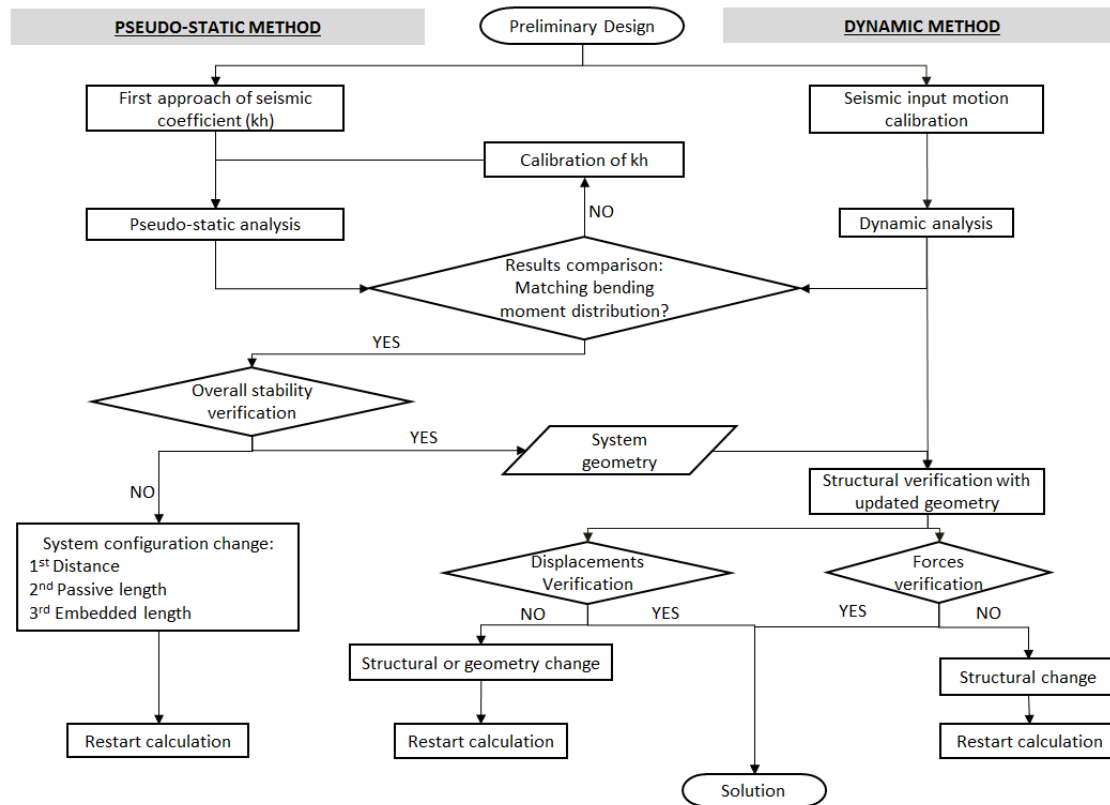 PSEUDO-STATIC METHOD
Preliminary Design
DYNAMIC METHOD
First approach of seismic
coefficient (kh)
Seismic input motion
calibration
Calibration of kh
NO
Pseudo-static analysis
Dynamic analysis
Results comparison:
Matching bending
moment distribution?
YES
Overall stability
verification
YES
System
geometry
NO
Structural verification with
updated geometry
System configuration change:
1st Distance
2nd Passive length
3rd Embedded length
Displacements
Verification
Forces
verification
NO
YES
YES
NO
Structural or geometry change
Structural change
Restart calculation
Restart calculation
Restart calculation
Solution